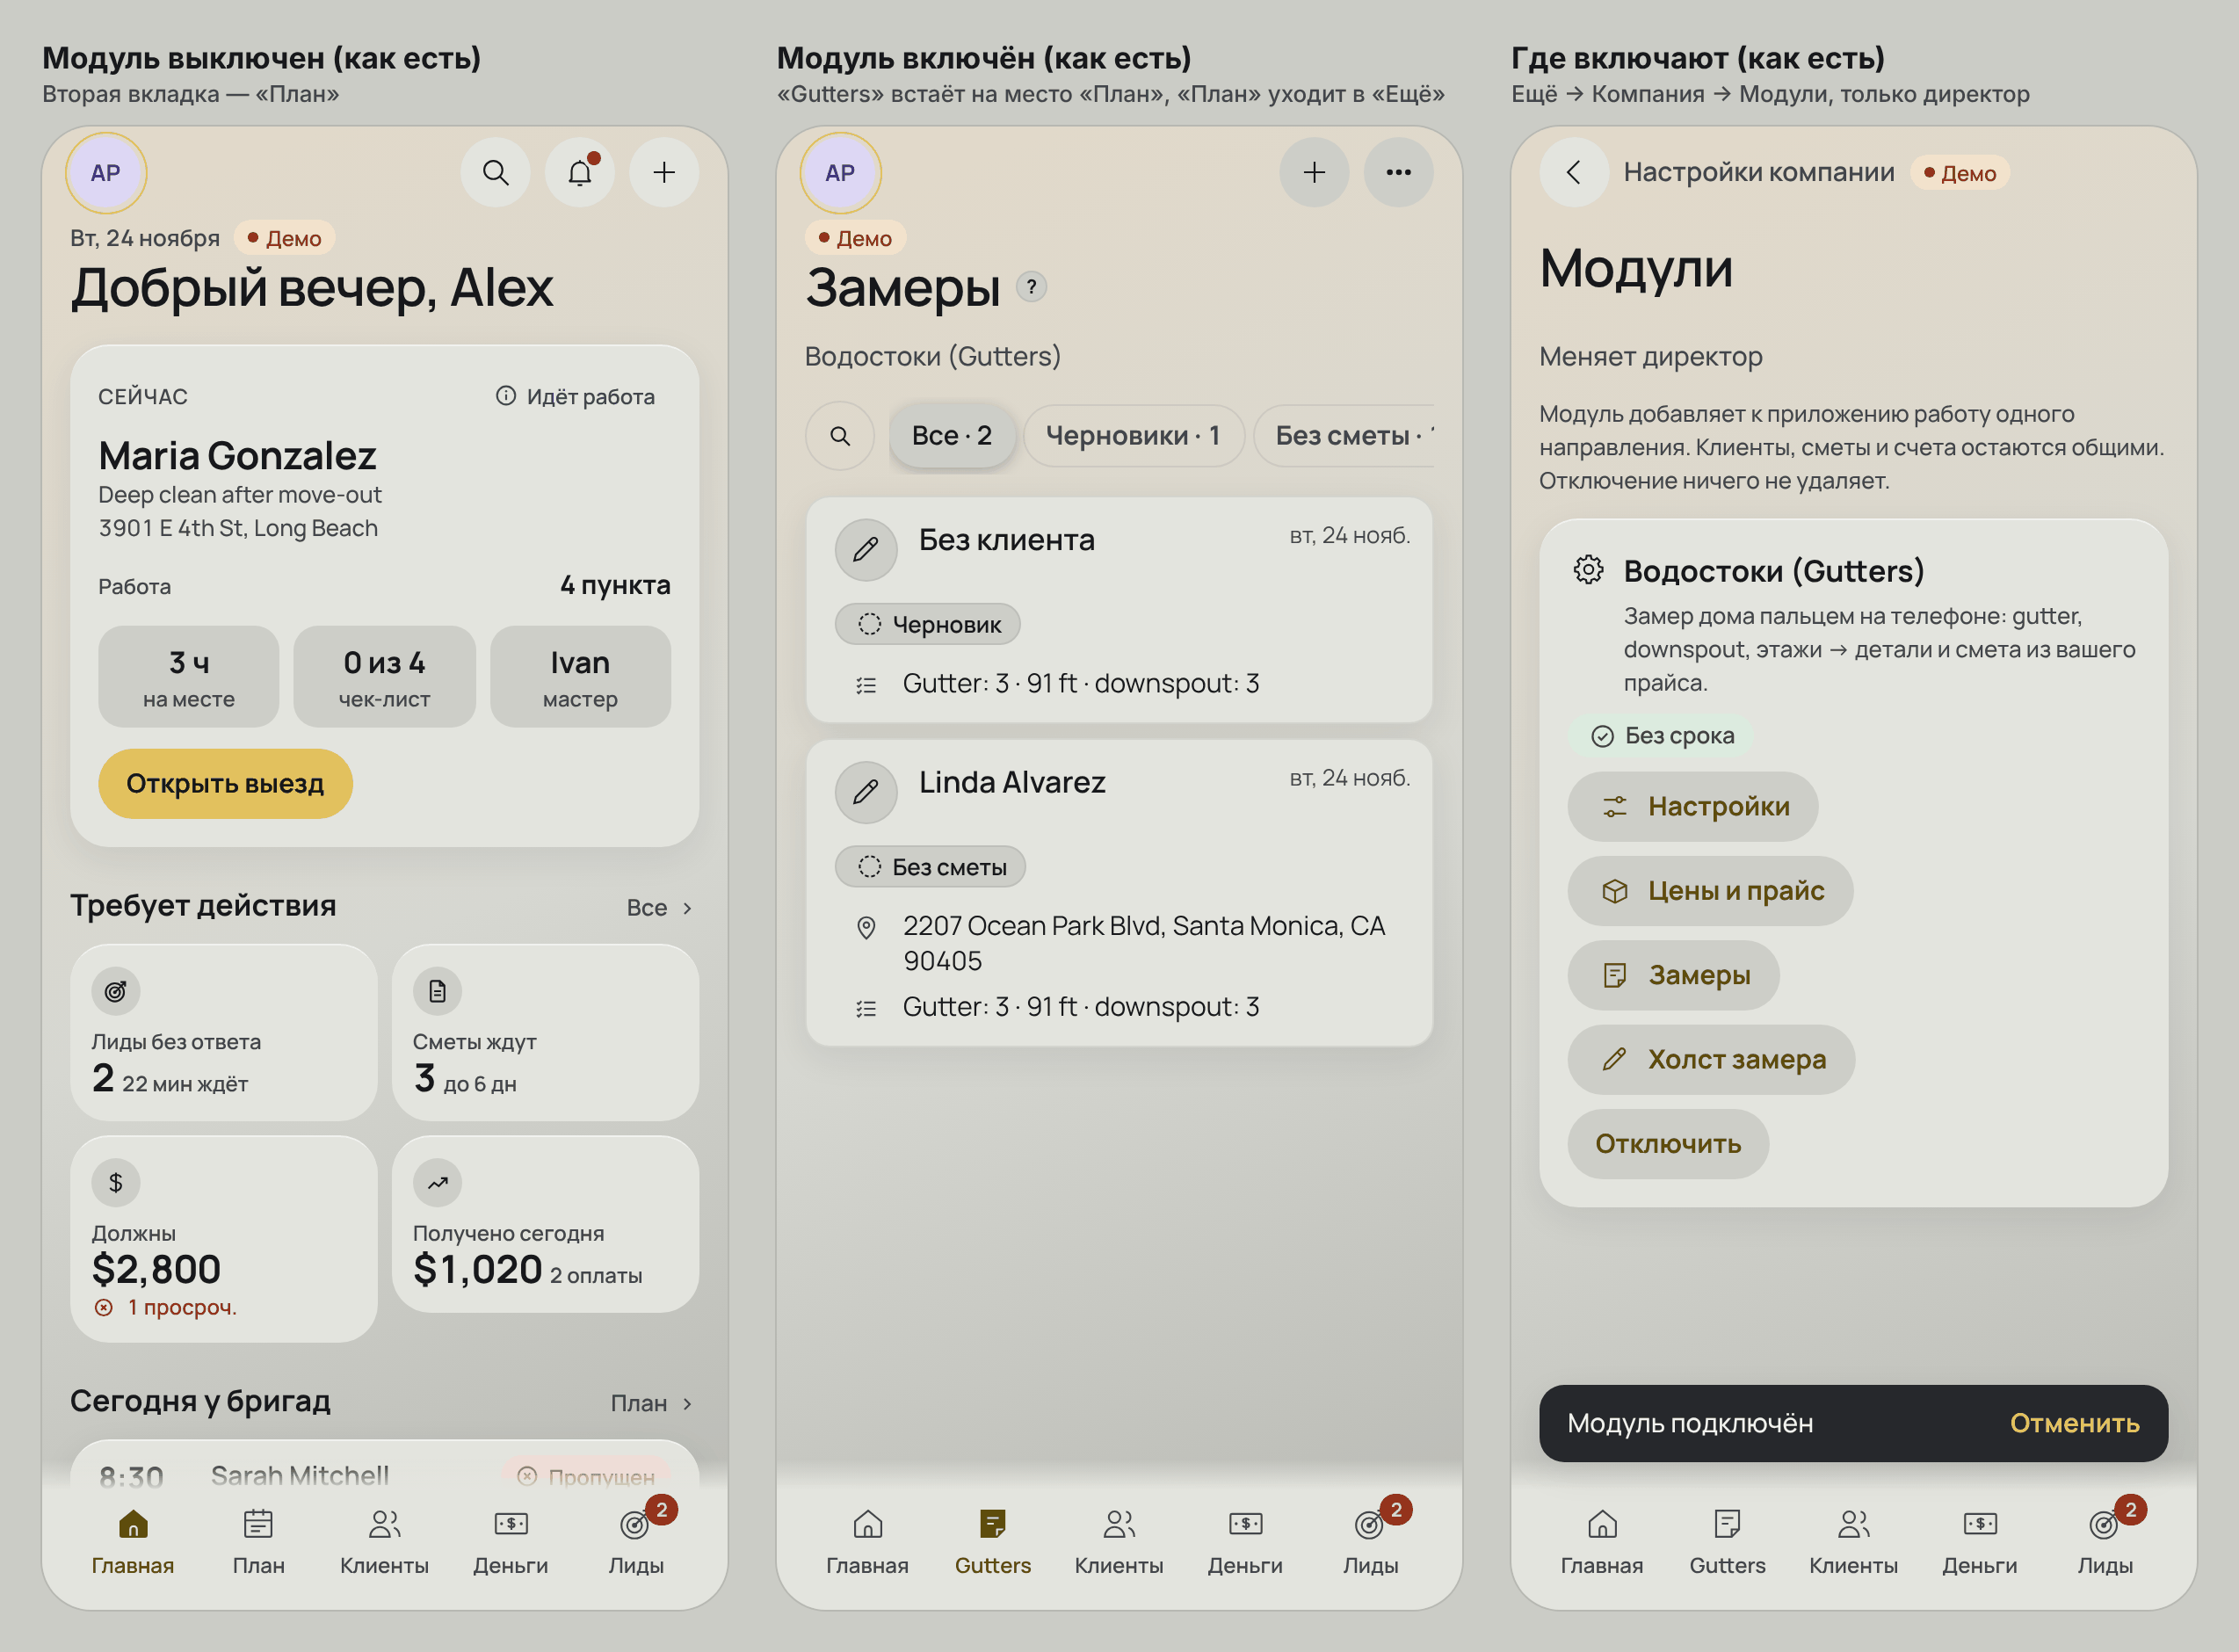 Модуль выключен (как есть)
Вторая вкладка — «План»
AP
Вт, 24 ноября
Демо
Добрый вечер, Alex
СЕЙЧАС
Идёт работа
Maria Gonzalez
Deep clean after move-out
3901 E 4th St, Long Beach
Работа
4 пункта
3 ч
на месте
0 из 4
чек-лист
Ivan
мастер
Открыть выезд
Требует действия
Все
Лиды без ответа
2 22 мин ждёт
Сметы ждут
3 до 6 дн
Должны
$2,800
1 просроч.
Получено сегодня
$1,020 2 оплаты
Сегодня у бригад
План
8:30
Sarah Mitchell
Пропущен
Главная
План
Клиенты
Деньги
2
Лиды
Модуль включён (как есть)
«Gutters» встаёт на место «План», «План» уходит в «Ещё»
AP
Демо
Замеры ?
Водостоки (Gutters)
Все · 2
Черновики · 1
Без сметы ·
Без клиента
вт, 24 нояб.
Черновик
Gutter: 3 · 91 ft · downspout: 3
Linda Alvarez
вт, 24 нояб.
Без сметы
2207 Ocean Park Blvd, Santa Monica, CA
90405
Gutter: 3 · 91 ft · downspout: 3
Главная
Gutters
Клиенты
Деньги
2
Лиды
Где включают (как есть)
Ещё → Компания → Модули, только директор
Настройки компании
Демо
Модули
Меняет директор
Модуль добавляет к приложению работу одного
направления. Клиенты, сметы и счета остаются общими.
Отключение ничего не удаляет.
Водостоки (Gutters)
Замер дома пальцем на телефоне: gutter,
downspout, этажи → детали и смета из вашего
прайса.
Без срока
Настройки
Цены и прайс
Замеры
Холст замера
Отключить
Модуль подключён
Отменить
Главная
Gutters
Клиенты
Деньги
2
Лиды